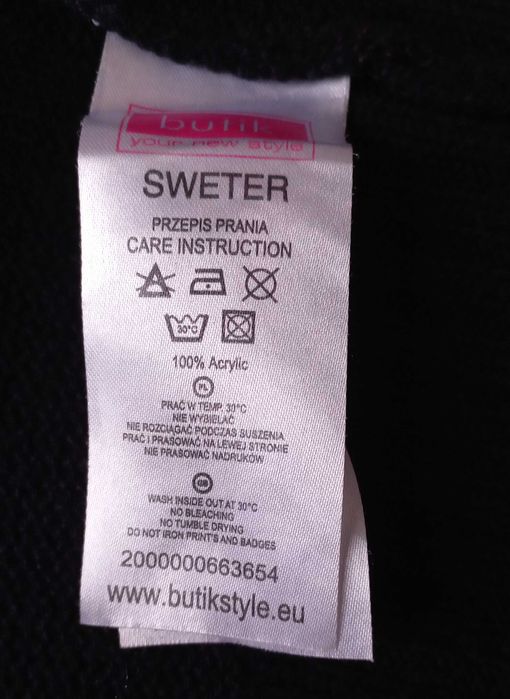 butik
your new style
SWETER
PRZEPIS PRANIA
CARE INSTRUCTION
30°C
100% Acrylic
PL
PRAĆ W TEMP. 30°C
NIE WYBIELAĆ
NIE ROZCIĄGAĆ PODCZAS SUSZENIA
PRAĆ I PRASOWAĆ NA LEWEJ STRONIE
NIE PRASOWAĆ NADRUKÓW
GB
WASH INSIDE OUT AT 30°C
NO BLEACHING
NO TUMBLE DRYING
DO NOT IRON PRINTS AND BADGES
2000000663654
www.butikstyle.eu